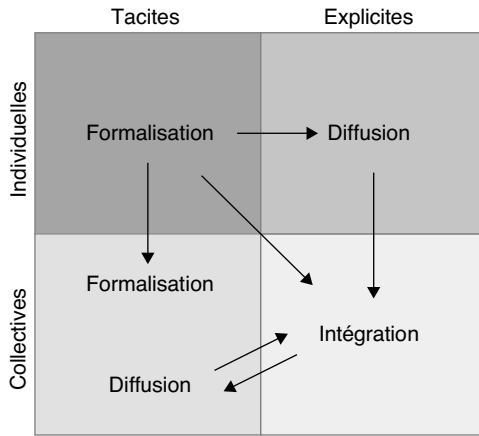 Tacites
Explicites
Individuelles
Formalisation
Diffusion
Collectives
Formalisation
Intégration
Diffusion